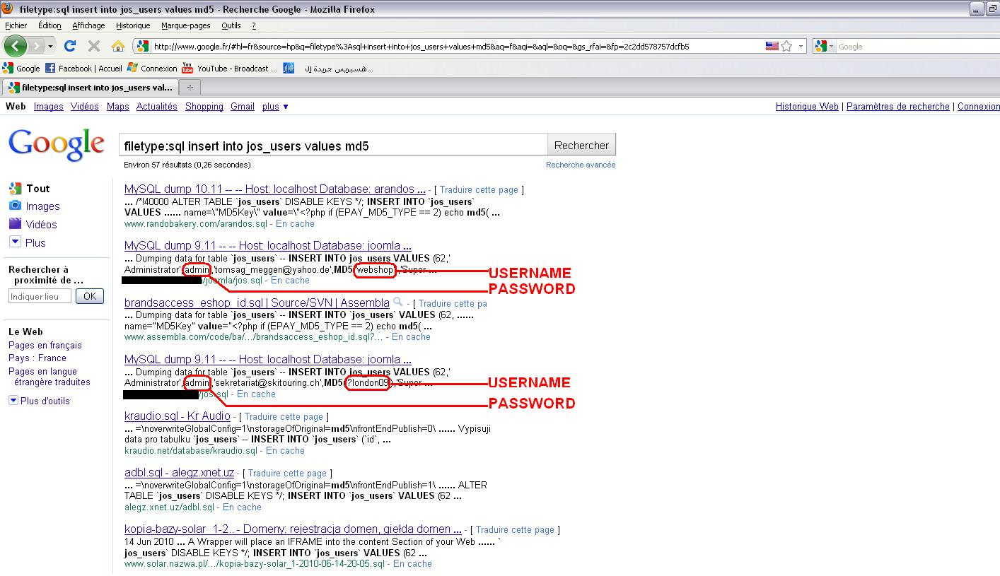 filetype:sql insert into jos_users values md5 - Recherche Google - Mozilla Firefox
Fichier Édition Affichage Historique Marque-pages Outils ?
http://www.google.fr/#hl=fr&source=hp&q=filetype%3Asql+insert+into+jos_users+values+md5&aq=f&aqi=&aql=&oq=&gs_rfai=&fp=2c2dd578757dcfb5 Google
Google Facebook | Accueil Connexion YouTube - Broadcast ... هسبريس جريدة إل...
filetype:sql insert into jos_users val...
Web Images Vidéos Maps Actualités Shopping Gmail plus ▼ Historique Web | Paramètres de recherche | Connexion
Google
filetype:sql insert into jos_users values md5 Rechercher
Environ 57 résultats (0,26 secondes) Recherche avancée
Tout
Images
Vidéos
Plus
Rechercher à
proximité de ...
Indiquer lieu OK
Le Web
Pages en français
Pays : France
Pages en langue
étrangère traduites
Plus d'outils
MySQL dump 10.11 -- -- Host: localhost Database: arandos ... - [ Traduire cette page ]
... /*!40000 ALTER TABLE `jos_users` DISABLE KEYS */; INSERT INTO `jos_users`
VALUES ...... name=\"MD5Key\" value=\"<?php if (EPAY_MD5_TYPE == 2) echo md5( ...
www.randobakery.com/arandos.sql - En cache
MySQL dump 9.11 -- -- Host: localhost Database: joomla ...
... Dumping data for table `jos_users` -- INSERT INTO jos_users VALUES (62,'
Administrator','admin','tomsag_meggen@yahoo.de',MD5('webshop'),'Super ...
/joomla/jos.sql - En cache
USERNAME
PASSWORD
brandsaccess_eshop_id.sql | Source/SVN | Assembla - [ Traduire cette pa
... Dumping data for table `jos_users` -- INSERT INTO `jos_users` VALUES (62, ......
name="MD5Key" value="<?php if (EPAY_MD5_TYPE == 2) echo md5( ...
www.assembla.com/code/ba/.../brandsaccess_eshop_id.sql?... - En cache
MySQL dump 9.11 -- -- Host: localhost Database: joomla ...
... Dumping data for table `jos_users` -- INSERT INTO jos_users VALUES (62,'
Administrator','admin','sekretariat@skitouring.ch',MD5(?london09),'Super ...
/jos.sql - En cache
USERNAME
PASSWORD
kraudio.sql - Kr Audio - [ Traduire cette page ]
... =\noverwriteGlobalConfig=1\nstorageOfOriginal=md5\nfrontEndPublish=0\ ...... Vypisuji
data pro tabulku `jos_users` -- INSERT INTO `jos_users` (`id`, ...
kraudio.net/database/kraudio.sql - En cache
adbl.sql - alegz.xnet.uz - [ Traduire cette page ]
... =\noverwriteGlobalConfig=1\nstorageOfOriginal=md5\nfrontEndPublish=1\ ...... ALTER
TABLE `jos_users` DISABLE KEYS */; INSERT INTO `jos_users` VALUES (62 ...
alegz.xnet.uz/adbl.sql - En cache
kopia-bazy-solar_1-2.. - Domeny: rejestracja domen, giełda domen ... - [ Traduire cette page ]
14 Jun 2010 ... A Wrapper will place an IFRAME into the content Section of your Web ...... `
jos_users` DISABLE KEYS */; INSERT INTO `jos_users` VALUES (62 ...
www.solar.nazwa.pl/.../kopia-bazy-solar_1-2010-06-14-20-05.sql - En cache